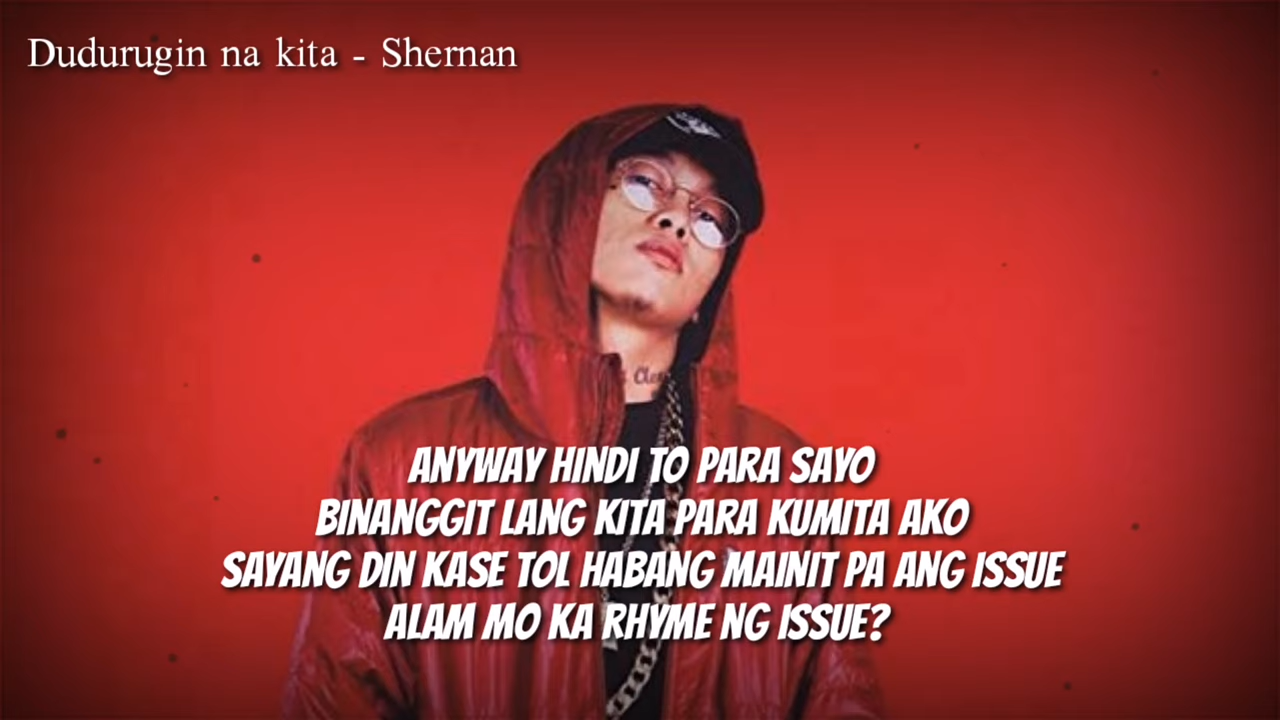 Dudurugin na kita - Shernan
ANYWAY HINDI TO PARA SAYO
BINANGGIT LANG KITA PARA KUMITA AKO
SAYANG DIN KASE TOL HABANG MAINIT PA ANG ISSUE
ALAM MO KA RHYME NG ISSUE?